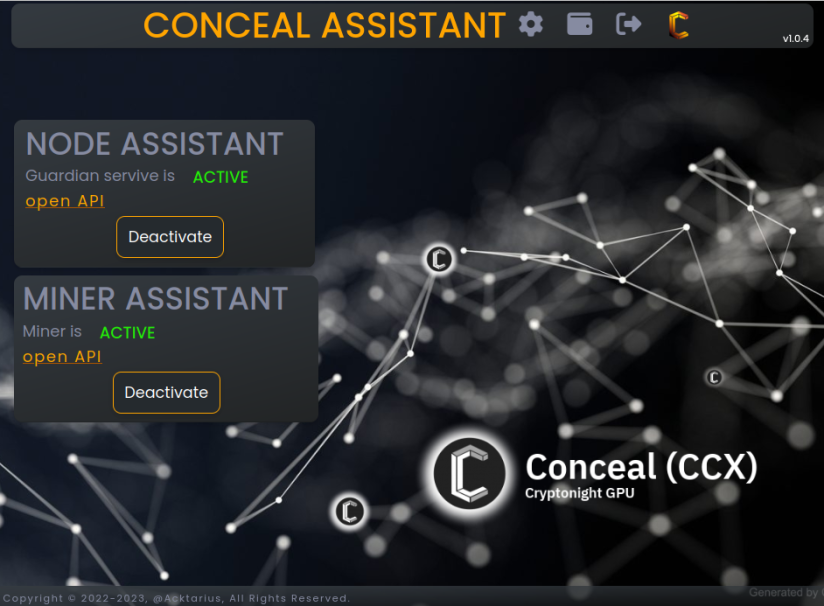 CONCEAL ASSISTANT
v1.0.4
NODE ASSISTANT
Guardian servive is ACTIVE
open API
Deactivate
MINER ASSISTANT
Miner is ACTIVE
open API
Deactivate
Conceal (CCX)
Cryptonight GPU
Generated by
Copyright © 2022-2023, @Acktarius, All Rights Reserved.